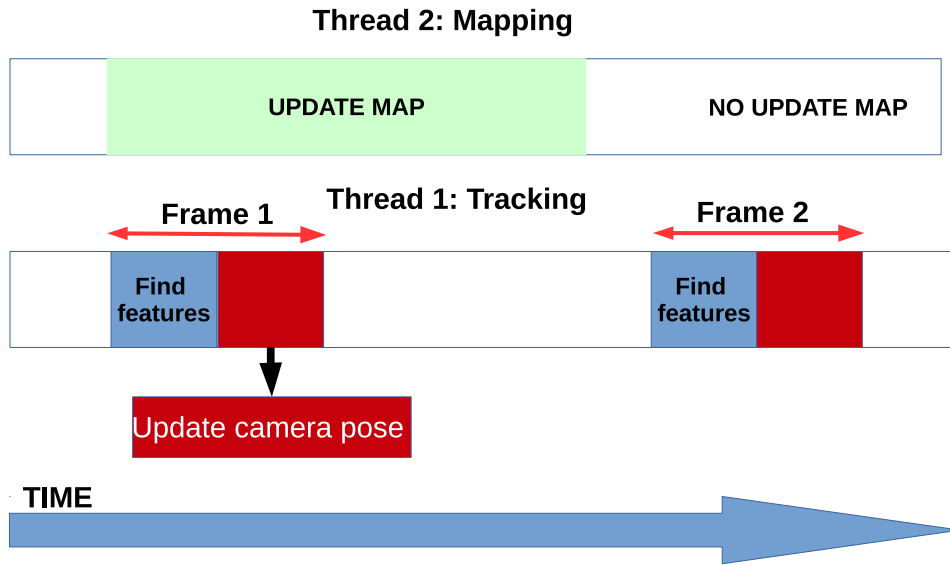 Thread 2: Mapping
UPDATE MAP
NO UPDATE MAP
Thread 1: Tracking
Frame 1
Frame 2
Find
features
Find
features
Update camera pose
TIME